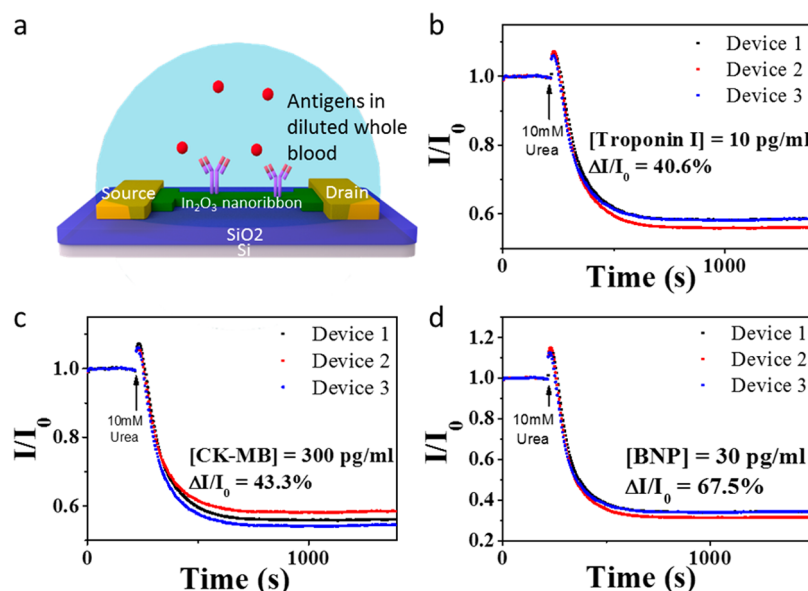 a
Antigens in
diluted whole
blood
Source
Drain
In₂O₃ nanoribbon
SiO2
Si
b
Device 1
Device 2
Device 3
1.0
0.8
0.6
I/I₀
10mM
Urea
[Troponin I] = 10 pg/ml
ΔI/I₀ = 40.6%
0
1000
Time (s)
c
Device 1
Device 2
Device 3
1.0
0.8
0.6
I/I₀
10mM
Urea
[CK-MB] = 300 pg/ml
ΔI/I₀ = 43.3%
0
1000
Time (s)
d
Device 1
Device 2
Device 3
1.2
1.0
0.8
0.6
0.4
0.2
I/I₀
10mM
Urea
[BNP] = 30 pg/ml
ΔI/I₀ = 67.5%
0
1000
Time (s)